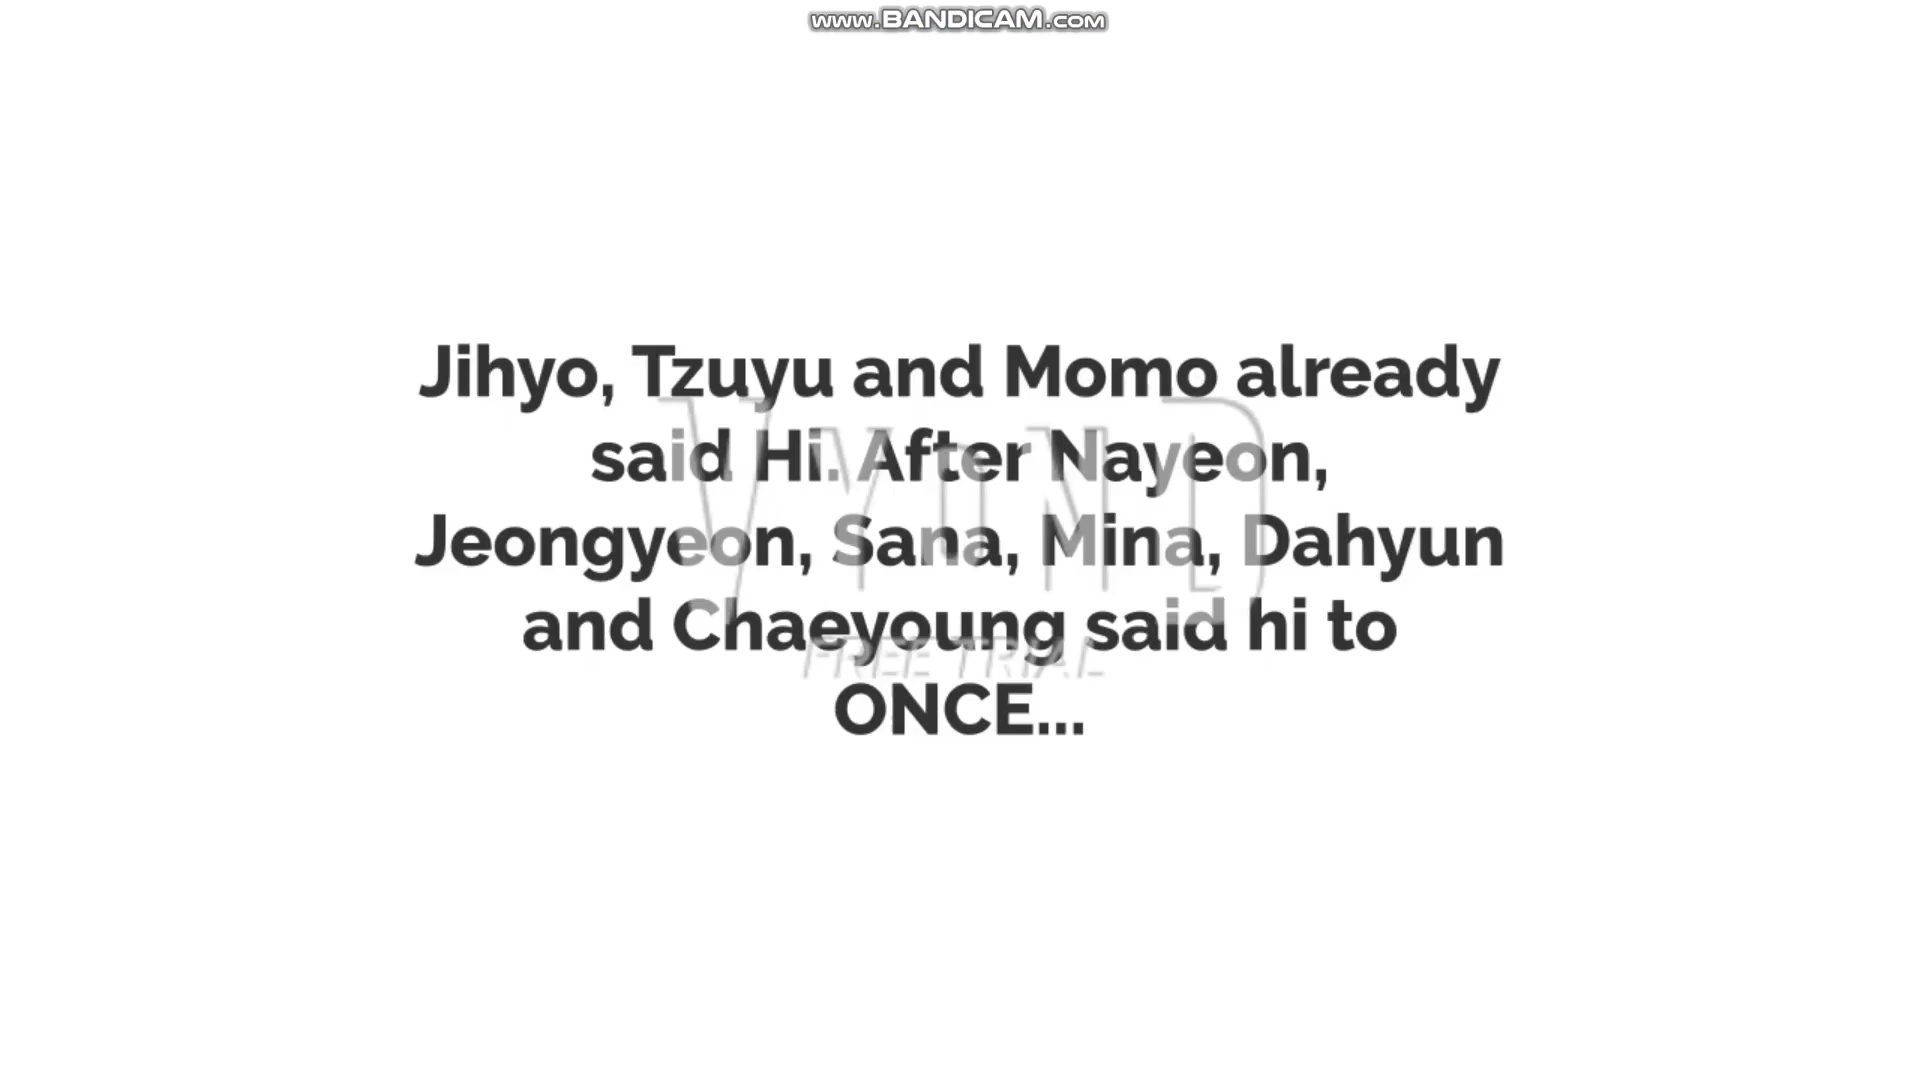 www.BANDICAM.com
Jihyo, Tzuyu and Momo already
said Hi. After Nayeon,
Jeongyeon, Sana, Mina, Dahyun
and Chaeyoung said hi to
ONCE...
VYOND
FREE TRIAL